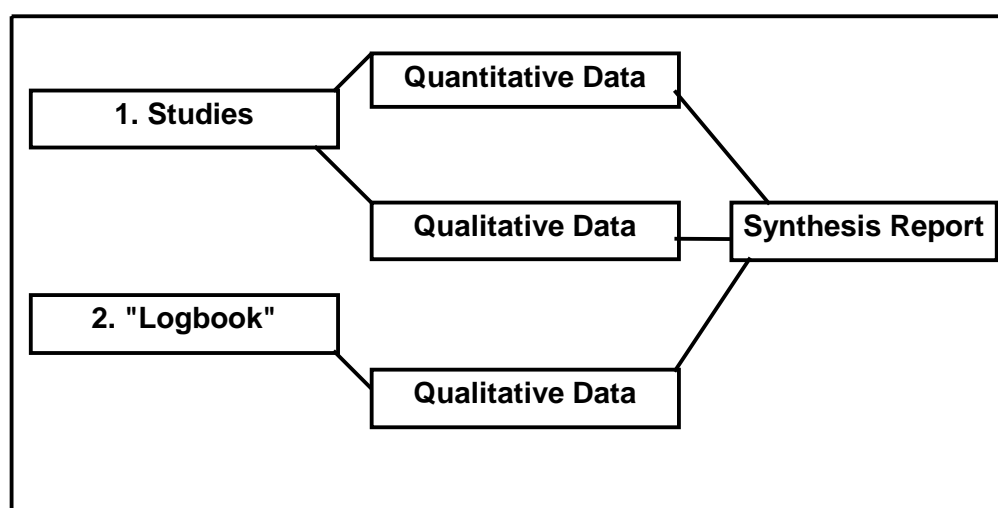 Quantitative Data
1. Studies
Qualitative Data
Synthesis Report
2. "Logbook"
Qualitative Data